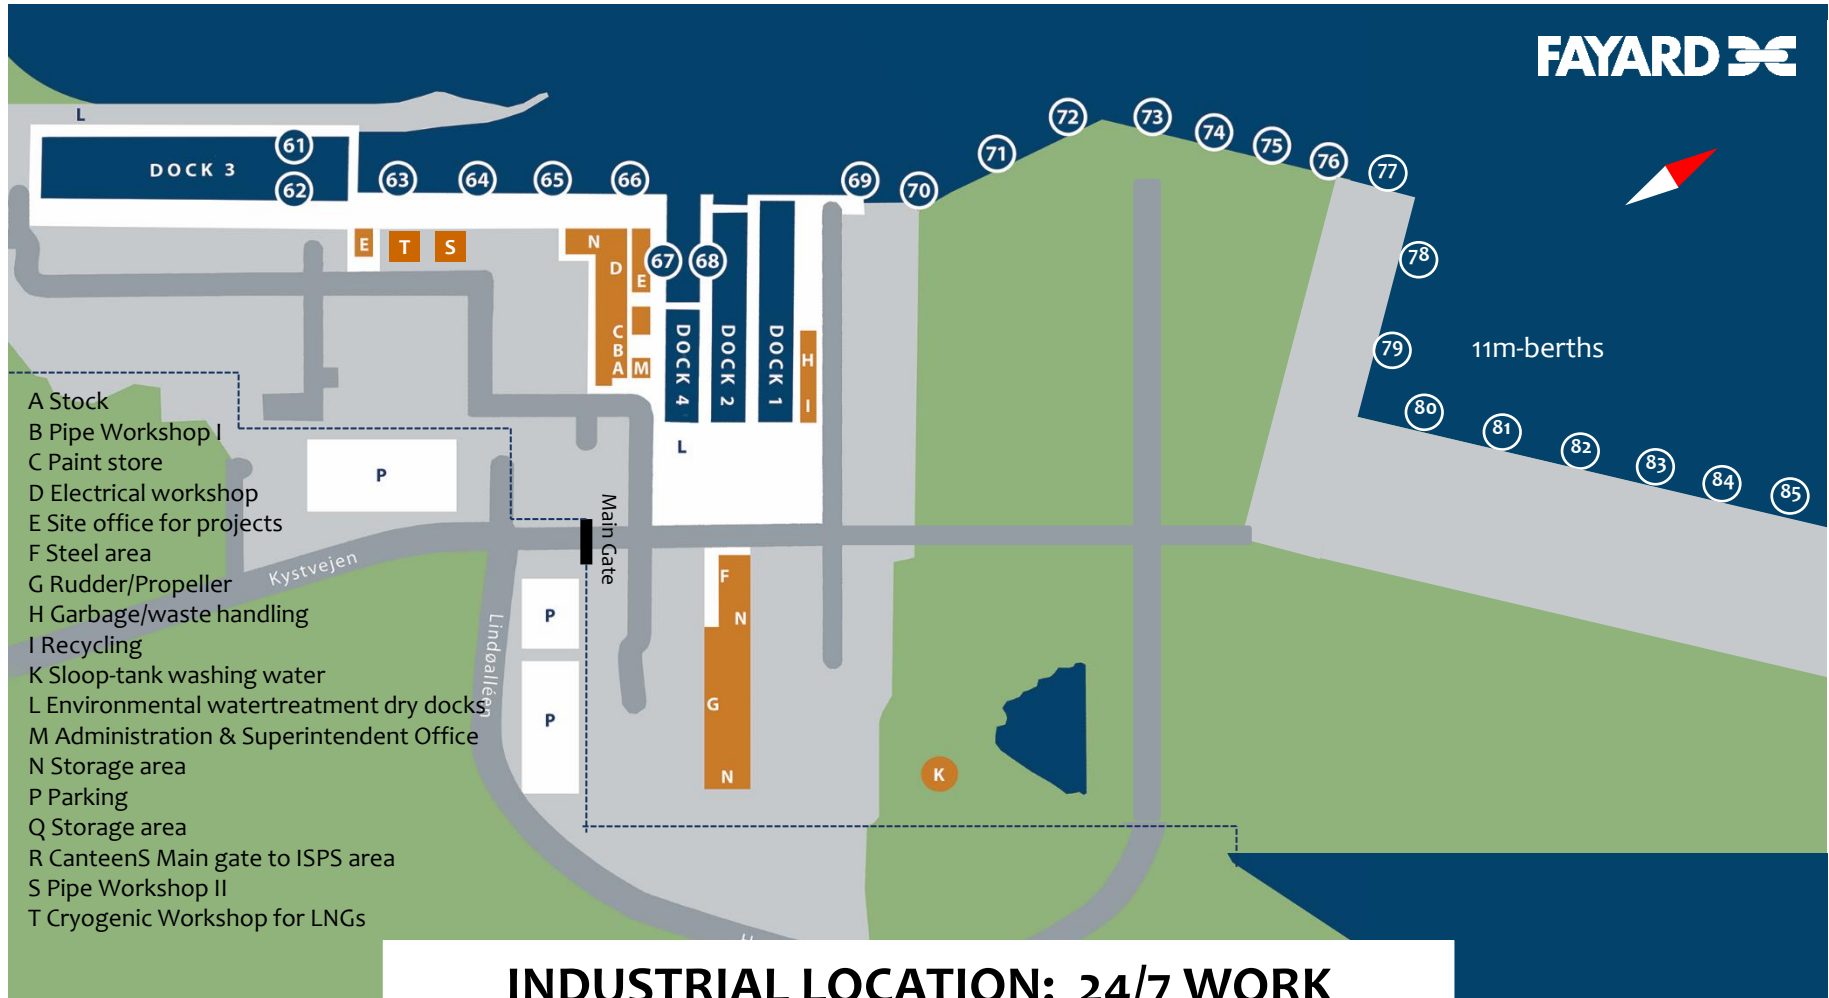 FAYARD
L
DOCK 3
61
62
63
64
65
66
67
68
69
70
71
72
73
74
75
76
77
78
79
80
81
82
83
84
85
11m-berths
E
T
S
N
D
E
C
B
A
M
DOCK 4
DOCK 2
DOCK 1
H
I
L
P
Main Gate
Kystvejen
Lindøalléen
P
P
F
N
G
N
K
A Stock
B Pipe Workshop I
C Paint store
D Electrical workshop
E Site office for projects
F Steel area
G Rudder/Propeller
H Garbage/waste handling
I Recycling
K Sloop-tank washing water
L Environmental watertreatment dry docks
M Administration & Superintendent Office
N Storage area
P Parking
Q Storage area
R CanteenS Main gate to ISPS area
S Pipe Workshop II
T Cryogenic Workshop for LNGs
INDUSTRIAL LOCATION: 24/7 WORK